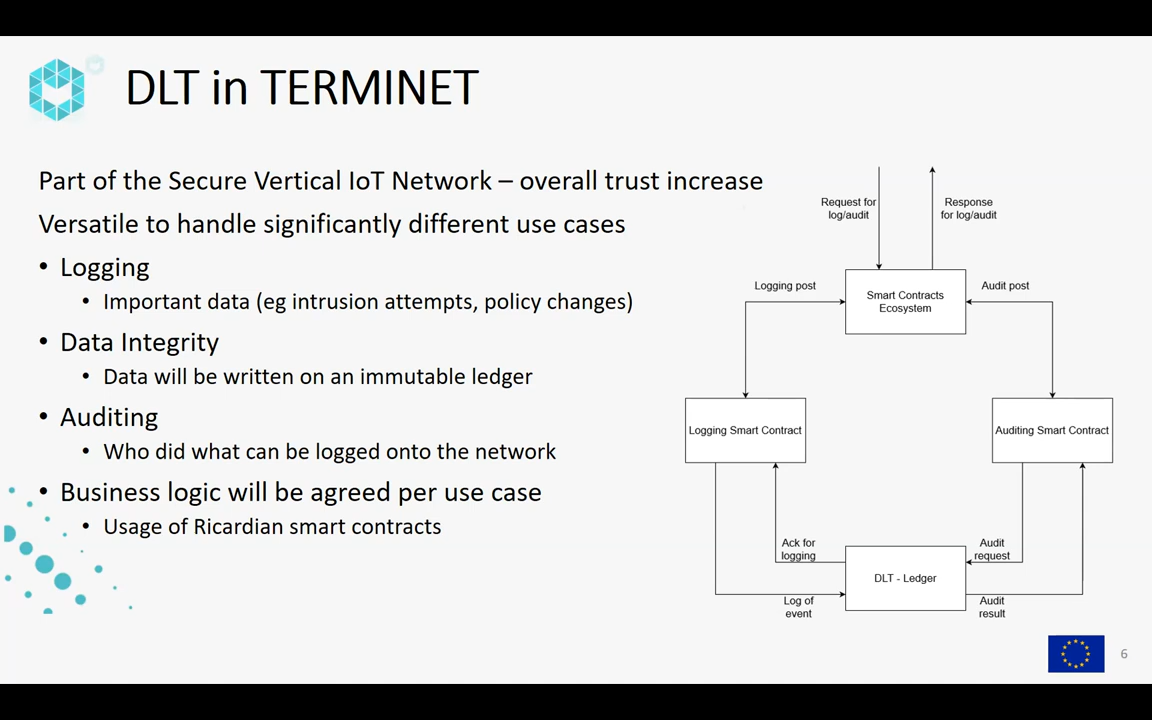 DLT in TERMINET
Part of the Secure Vertical IoT Network – overall trust increase
Versatile to handle significantly different use cases
• Logging
• Important data (eg intrusion attempts, policy changes)
• Data Integrity
• Data will be written on an immutable ledger
• Auditing
• Who did what can be logged onto the network
• Business logic will be agreed per use case
• Usage of Ricardian smart contracts
Request for
log/audit
Response
for log/audit
Logging post
Smart Contracts
Ecosystem
Audit post
Logging Smart Contract
Auditing Smart Contract
Ack for
logging
Audit
request
DLT - Ledger
Log of
event
Audit
result
6